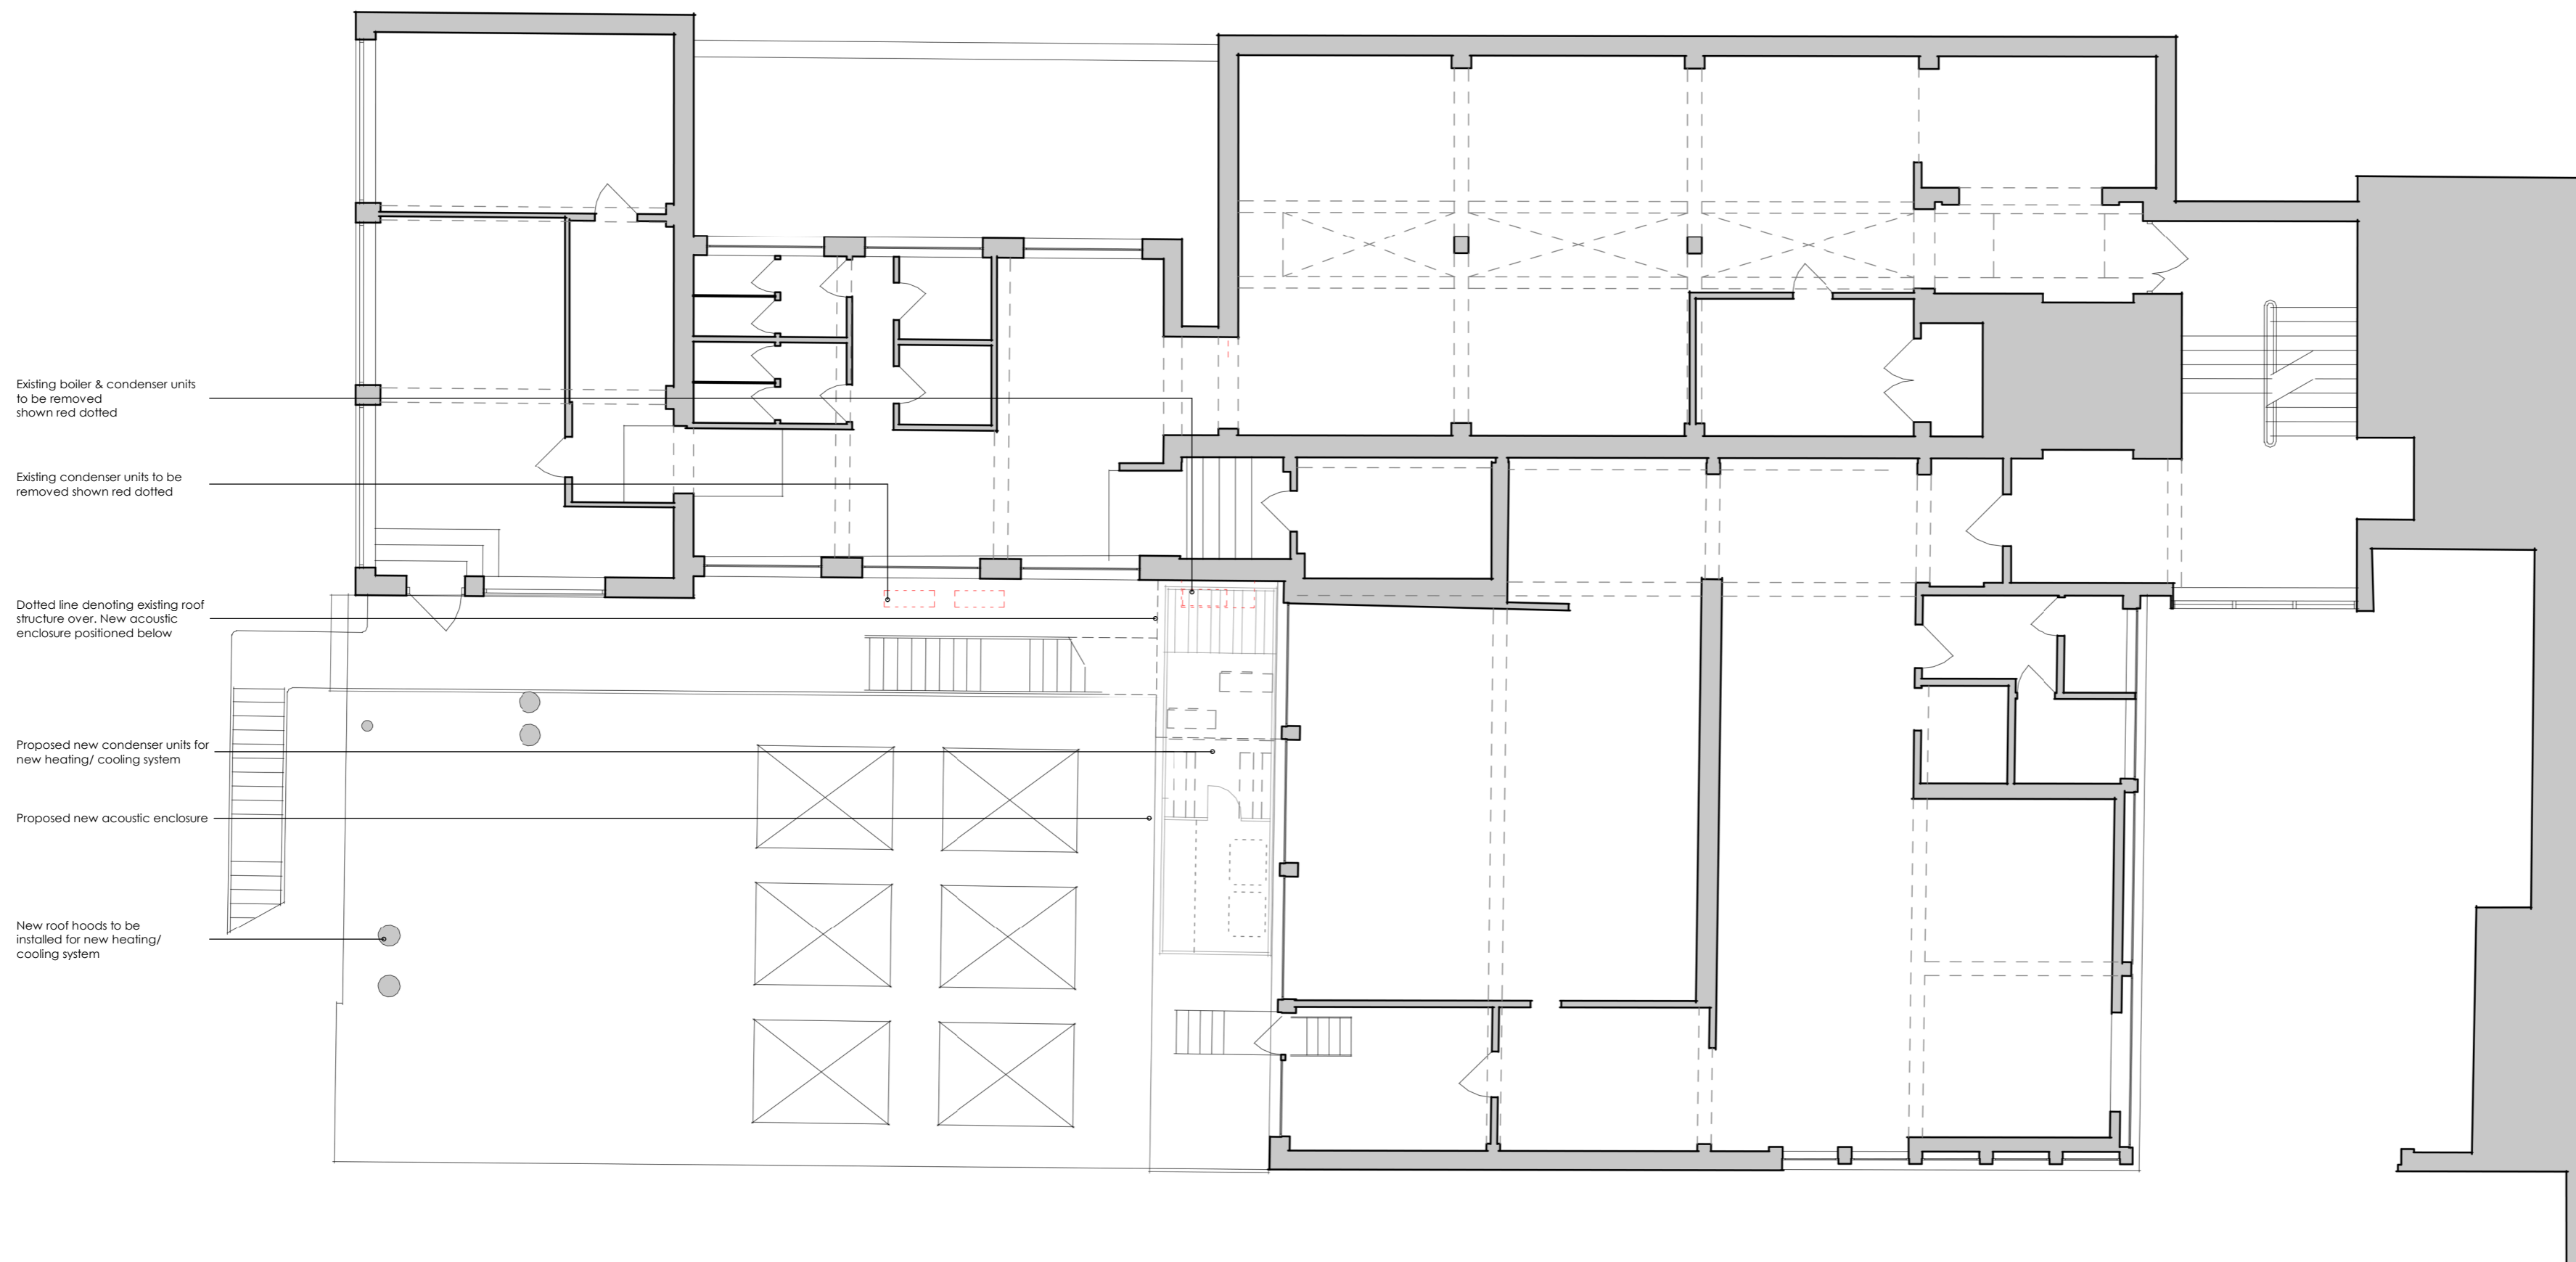 Existing boiler & condenser units
to be removed
shown red dotted
Existing condenser units to be
removed shown red dotted
Dotted line denoting existing roof
structure over. New acoustic
enclosure positioned below
Proposed new condenser units for
new heating/ cooling system
Proposed new acoustic enclosure
New roof hoods to be
installed for new heating/
cooling system